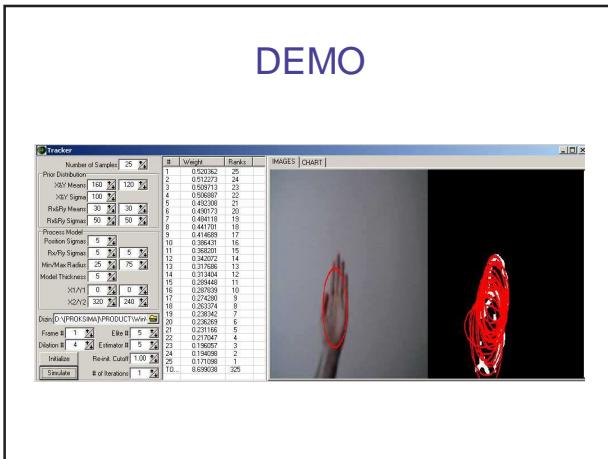 DEMO
Tracker
Number of Samples 25
Prior Distribution
X&Y Means 160 120
X&Y Sigma 100
Rx&Ry Means 30 30
Rx&Ry Sigmas 50 50
Process Model
Position Sigmas 5
Rx/Ry Sigmas 5 5
Min/Max Radius 25 75
Model Thickness 5
X1/Y1 0 0
X2/Y2 320 240
D:\[PROKSIMA]\PRODUCT\Win\
Frame # 1 Elite # 5
Dilation # 4 Estimator # 5
Initialize Re-init. Cutoff 1.00
Simulate # of Iterations 1
# Weight Ranks
1 0.520362 25
2 0.512273 24
3 0.509713 23
4 0.506887 22
5 0.492308 21
6 0.490173 20
7 0.484118 19
8 0.441701 18
9 0.414689 17
10 0.386431 16
11 0.368201 15
12 0.342072 14
13 0.317686 13
14 0.313404 12
15 0.289448 11
16 0.287839 10
17 0.274280 9
18 0.263374 8
19 0.238342 7
20 0.236269 6
21 0.231166 5
22 0.217047 4
23 0.196057 3
24 0.194098 2
25 0.171098 1
TO... 8.699038 325
IMAGES CHART